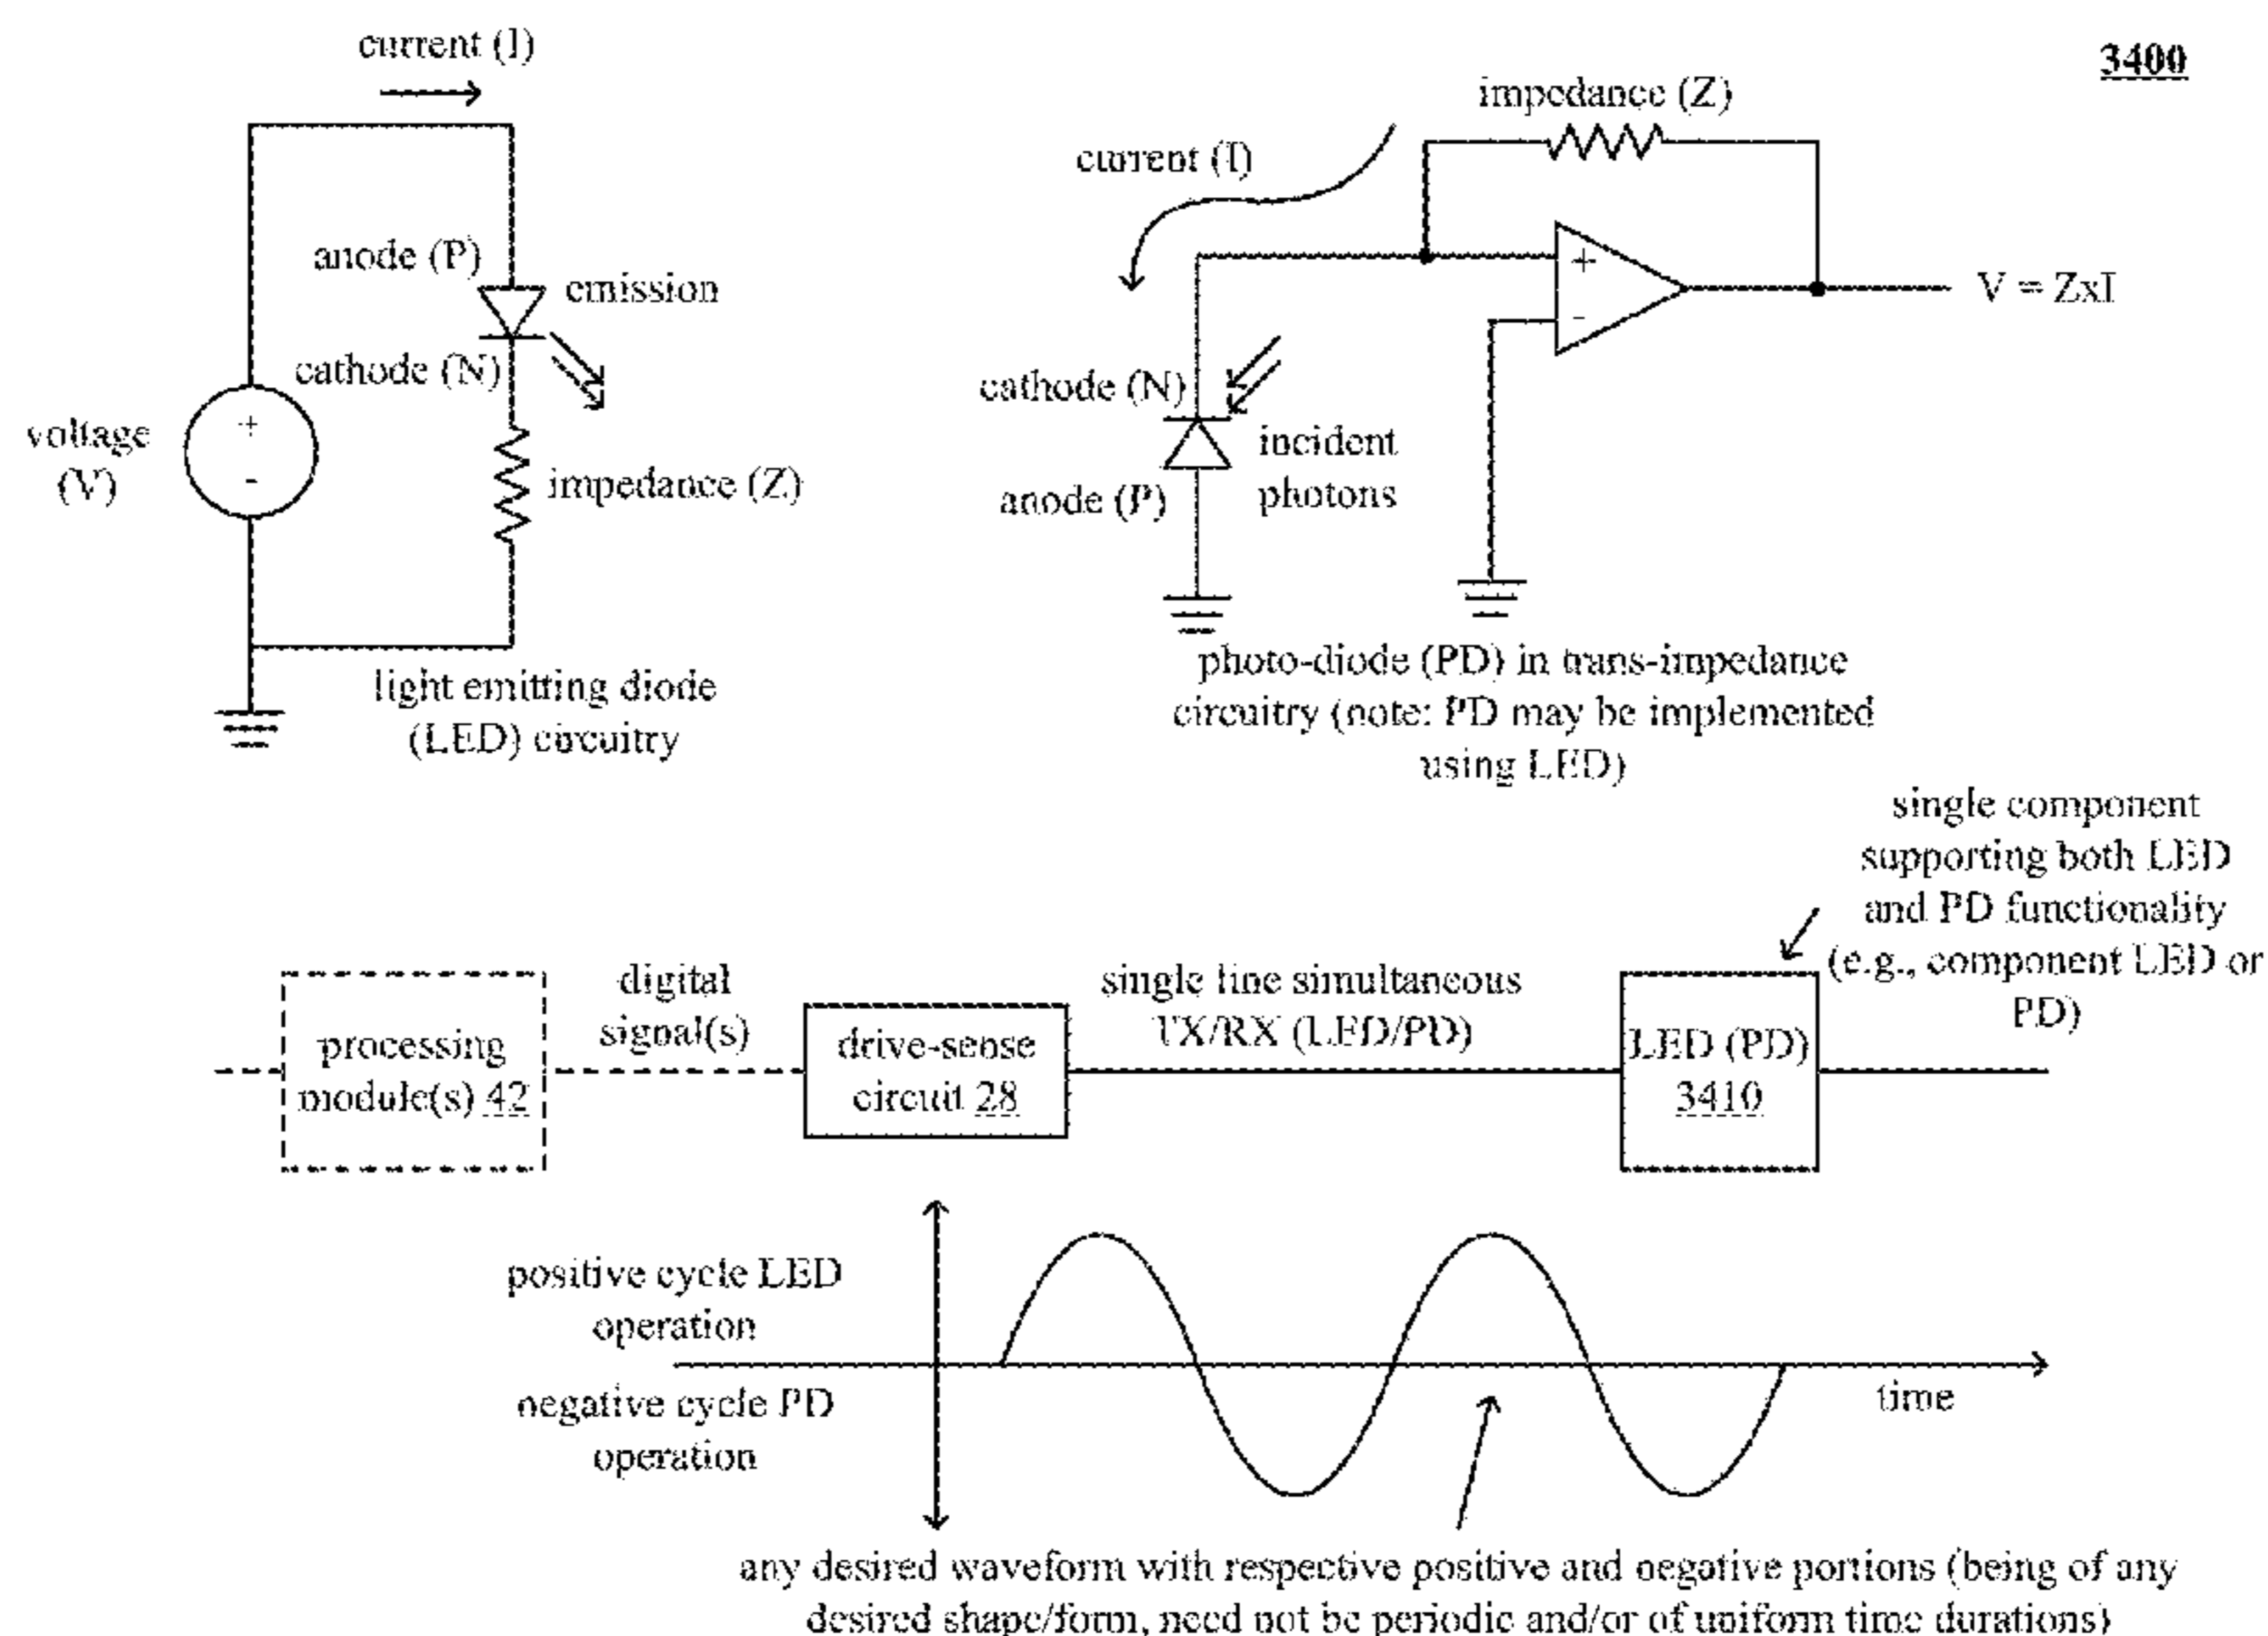 3400
current (I)
anode (P)
emission
cathode (N)
voltage
(V)
+
-
impedance (Z)
light emitting diode
(LED) circuitry
impedance (Z)
current (I)
+
-
V = ZxI
cathode (N)
incident
photons
anode (P)
photo-diode (PD) in trans-impedance
circuitry (note: PD may be implemented
using LED)
single component
supporting both LED
and PD functionality
(e.g., component LED or
PD)
processing
module(s) 42
digital
signal(s)
drive-sense
circuit 28
single line simultaneous
TX/RX (LED/PD)
LED (PD)
3410
positive cycle LED
operation
negative cycle PD
operation
time
any desired waveform with respective positive and negative portions (being of any
desired shape/form, need not be periodic and/or of uniform time durations)